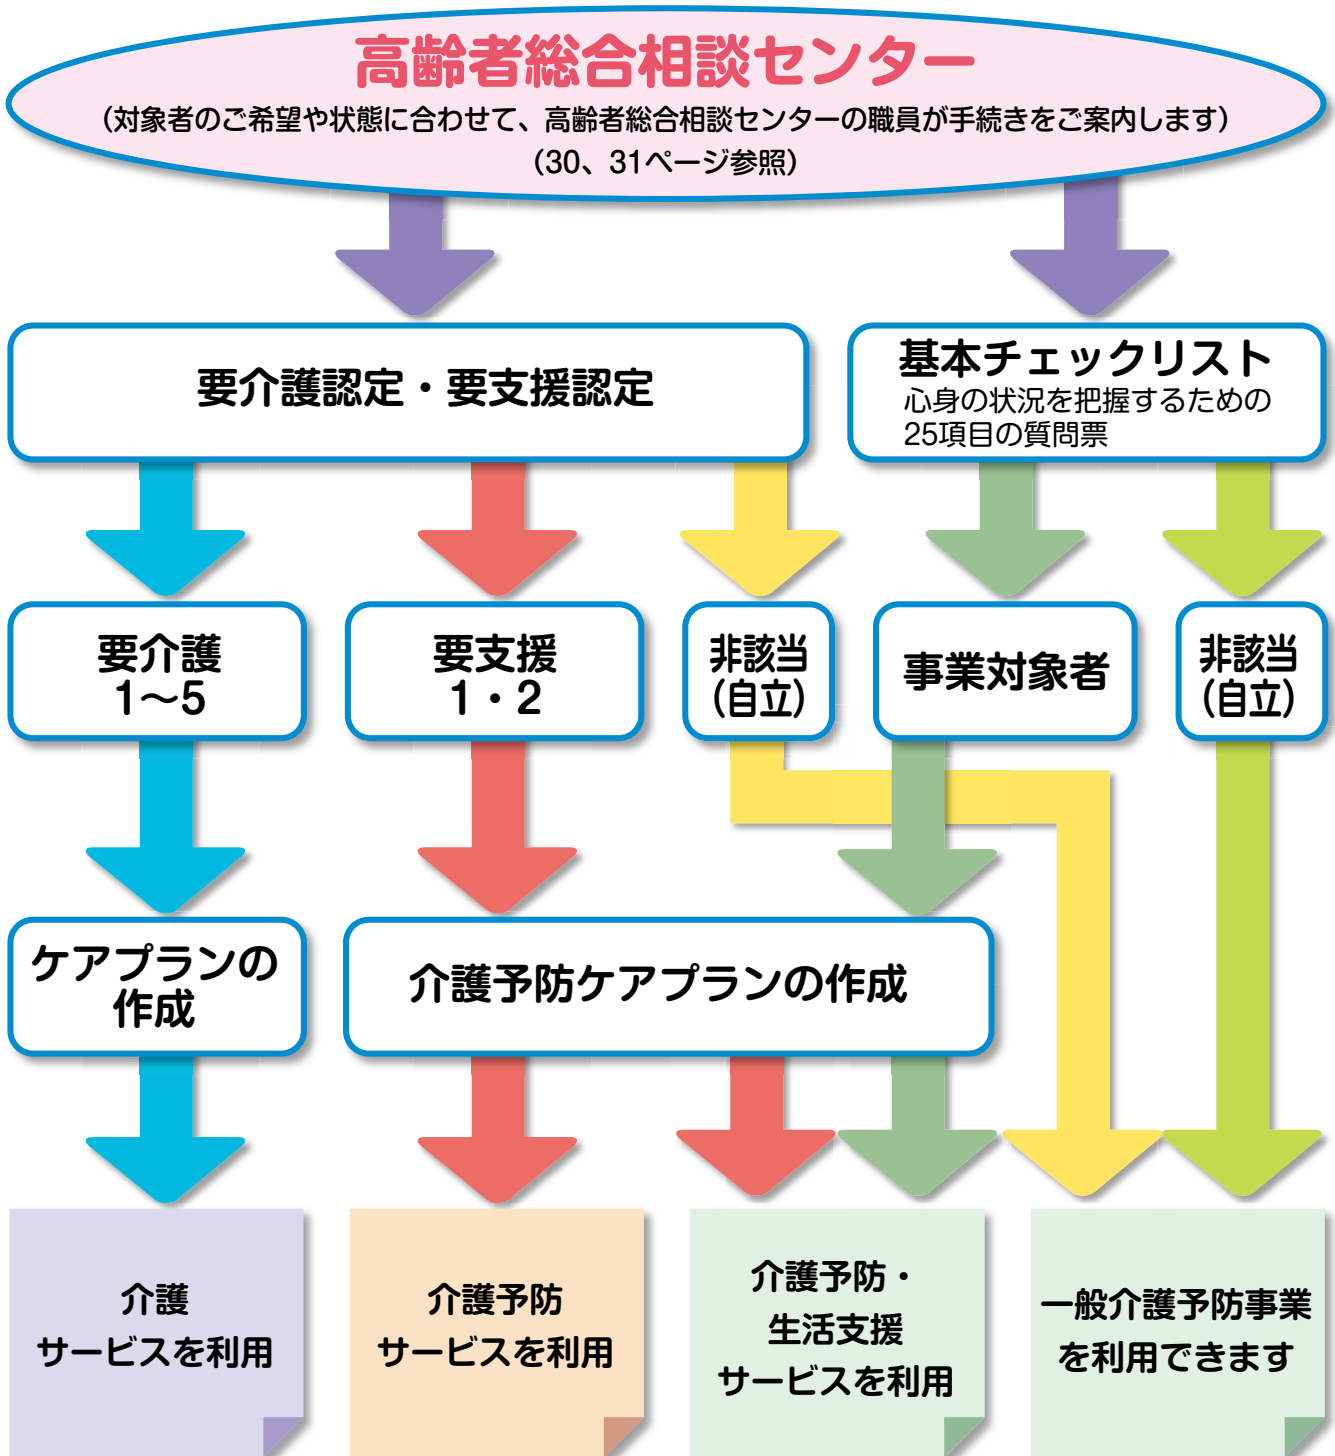 高齢者総合相談センター
（対象者のご希望や状態に合わせて、高齢者総合相談センターの職員が手続きをご案内します）
（30、31ページ参照）
要介護認定・要支援認定
基本チェックリスト
心身の状況を把握するための
25項目の質問票
要介護
1～5
要支援
1・2
非該当
（自立）
事業対象者
非該当
（自立）
ケアプランの
作成
介護予防ケアプランの作成
介護
サービスを利用
介護予防
サービスを利用
介護予防・
生活支援
サービスを利用
一般介護予防事業
を利用できます